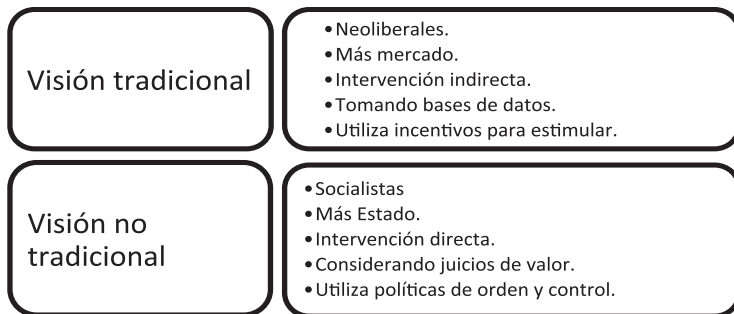 Visión tradicional
•Neoliberales.
•Más mercado.
•Intervención indirecta.
•Tomando bases de datos.
•Utiliza incentivos para estimular.
Visión no
tradicional
•Socialistas
•Más Estado.
•Intervención directa.
•Considerando juicios de valor.
•Utiliza políticas de orden y control.